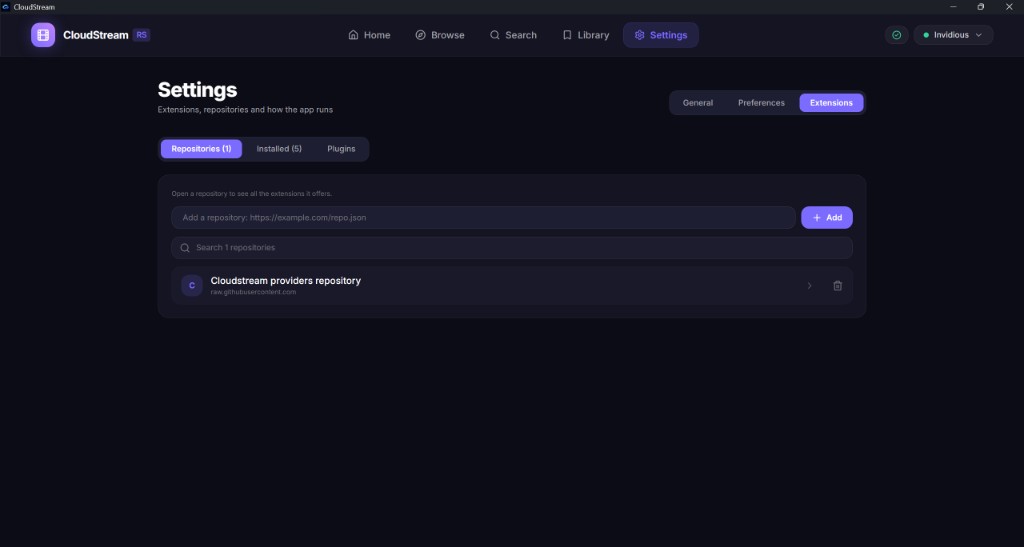 CloudStream
CloudStream RS
Home
Browse
Search
Library
Settings
Invidious
Settings
Extensions, repositories and how the app runs
General
Preferences
Extensions
Repositories (1)
Installed (5)
Plugins
Open a repository to see all the extensions it offers.
Add a repository: https://example.com/repo.json
Add
Search 1 repositories
C
Cloudstream providers repository
raw.githubusercontent.com